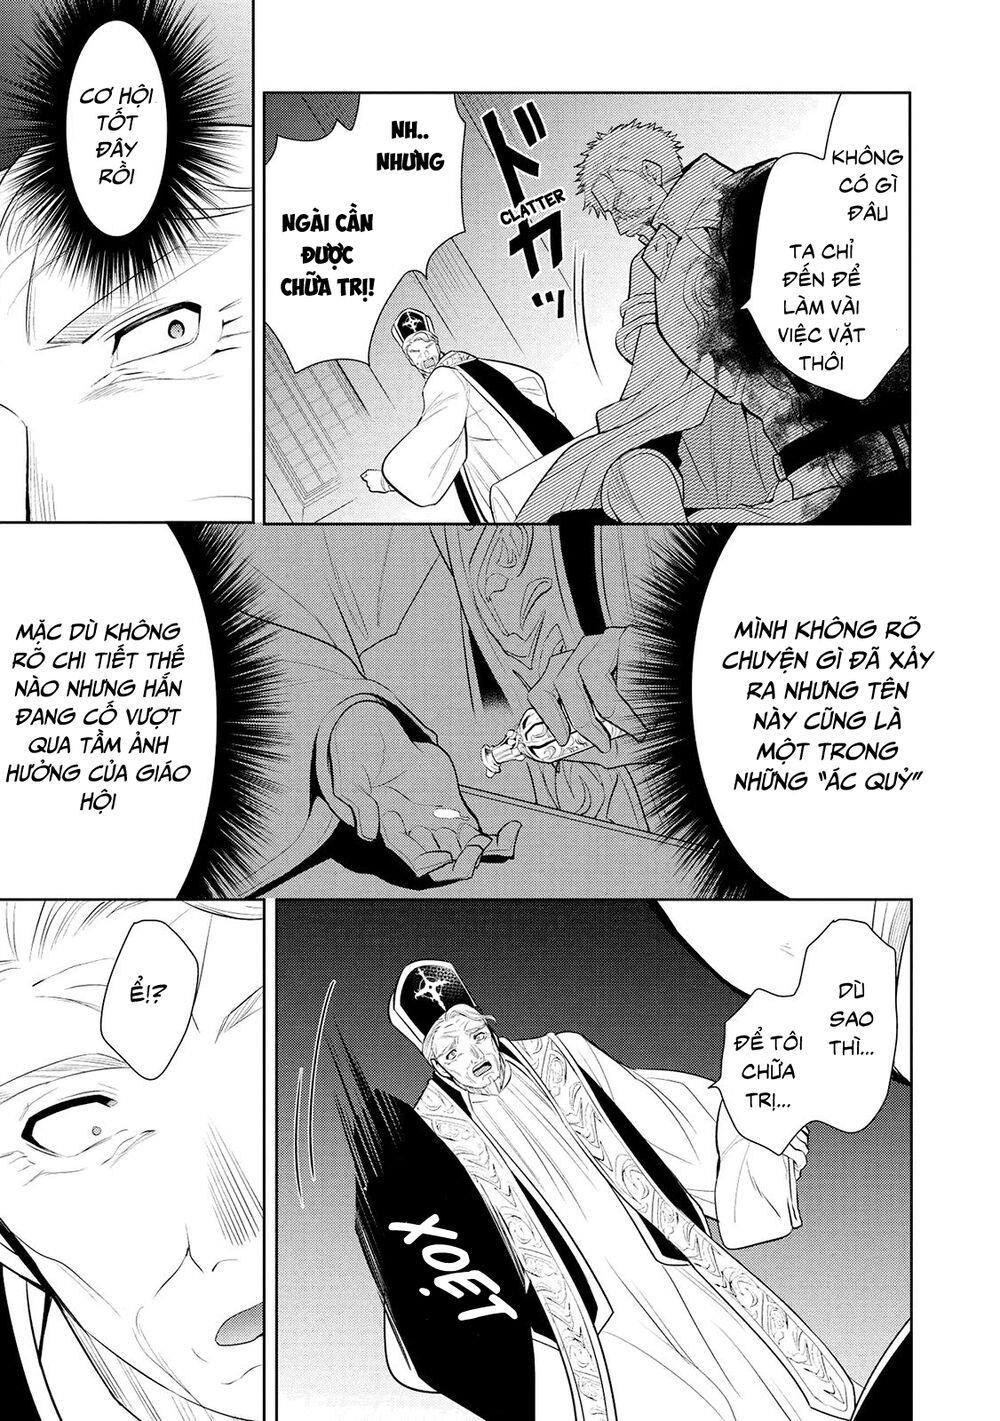 KHÔNG
CÓ GÌ
ĐÂU
TA CHỈ
ĐẾN ĐỂ
LÀM VÀI
VIỆC VẶT
THÔI
ドカッ
CLATTER
NH..
NHƯNG
NGÀI CẦN
ĐƯỢC
CHỮA TRỊ!
CƠ HỘI
TỐT
ĐÂY
RỒI
MÌNH KHÔNG RÕ
CHUYỆN GÌ ĐÃ XẢY
RA NHƯNG TÊN
NÀY CŨNG LÀ
MỘT TRONG
NHỮNG “ÁC QUỶ”
MẶC DÙ KHÔNG
RÕ CHI TIẾT THẾ
NÀO NHƯNG HẮN
ĐANG CỐ VƯỢT
QUA TẦM ẢNH
HƯỞNG CỦA GIÁO
HỘI
DÙ
SAO
THÌ...
ĐỂ TÔI
CHỮA
TRỊ...
XOẸT
Ể!?